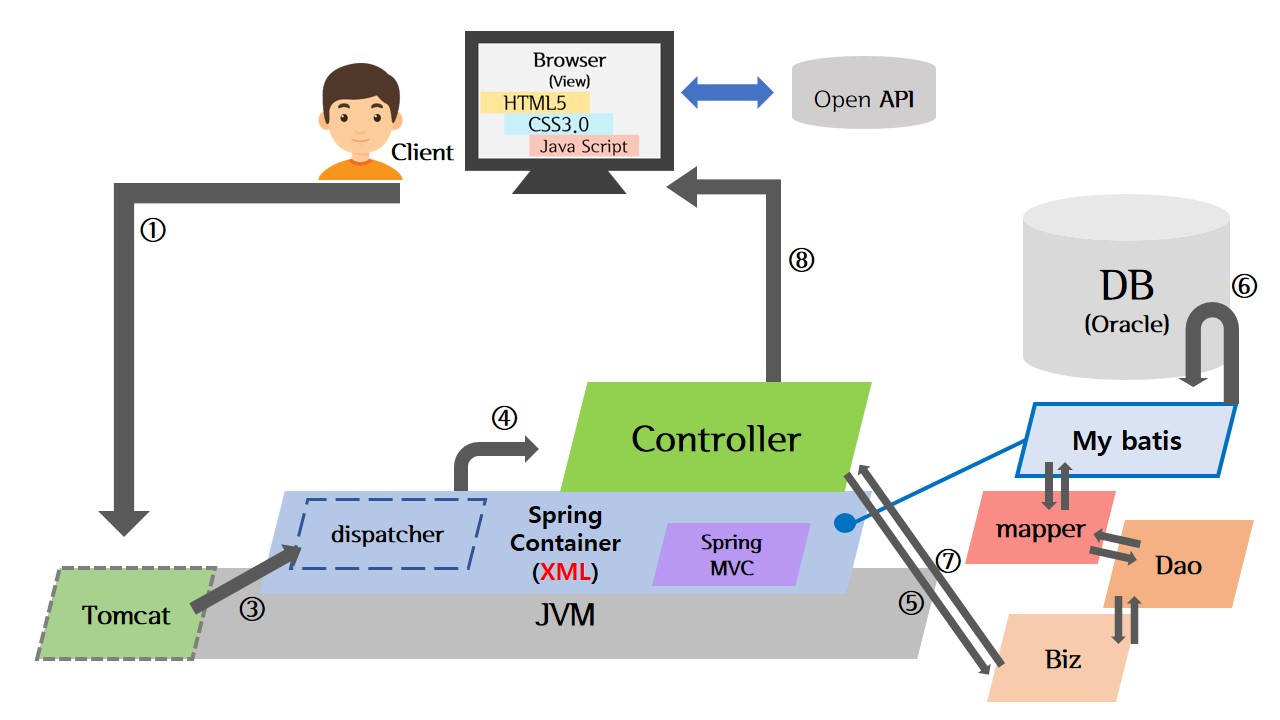 Browser
(View)
HTML5
CSS3.0
Java Script
Open API
Client
①
⑧
DB
(Oracle)
⑥
④
Controller
My batis
dispatcher
Spring
Container
(XML)
Spring
MVC
mapper
Dao
⑦
⑤
③
Tomcat
JVM
Biz